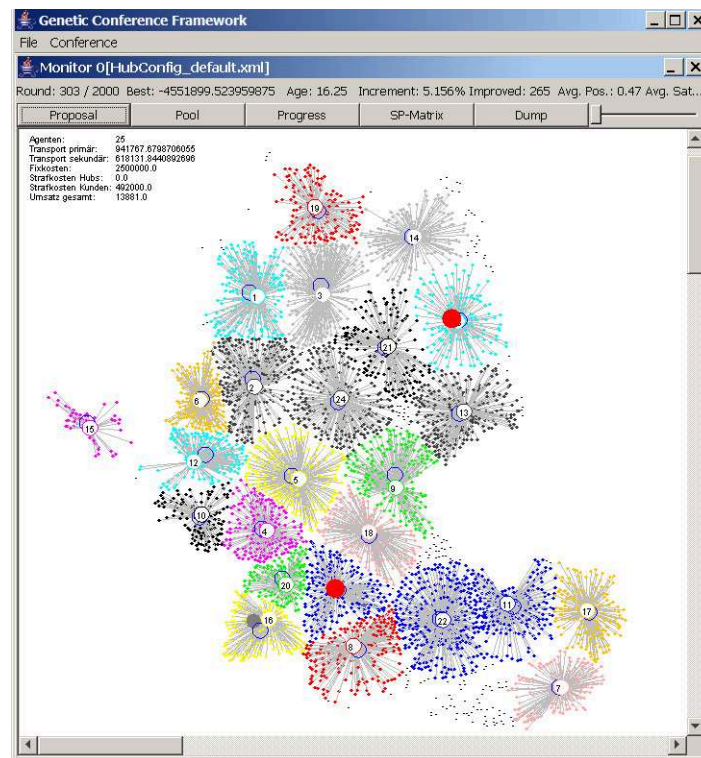 Genetic Conference Framework
File Conference
Monitor 0[HubConfig_default.xml]
Round: 303 / 2000 Best: -4551899.523959875 Age: 16.25 Increment: 5.156% Improved: 265 Avg. Pos.: 0.47 Avg. Sat...
Proposal Pool Progress SP-Matrix Dump
Agenten: 25
Transport primär: 941767.6798706055
Transport sekundär: 618131.8440892696
Fixkosten: 2500000.0
Strafkosten Hubs: 0.0
Strafkosten Kunden: 492000.0
Umsatz gesamt: 13881.0
19
14
1
3
21
2
6
24
13
15
12
5
9
10
4
18
20
11
17
16
22
8
7